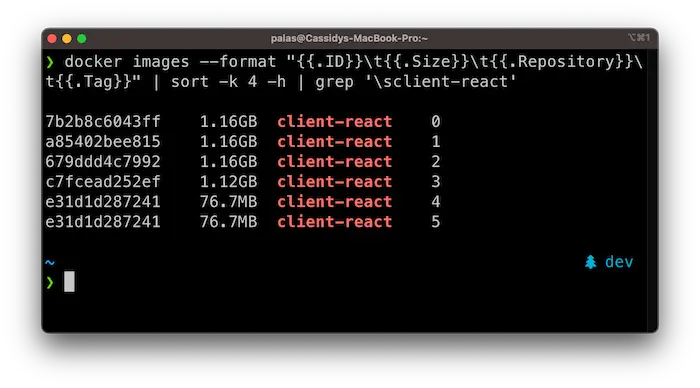 palas@Cassidys-MacBook-Pro:~
⌥⌘1
❯ docker images --format "{{.ID}}\t{{.Size}}\t{{.Repository}}\
t{{.Tag}}" | sort -k 4 -h | grep '\sclient-react'
7b2b8c6043ff 1.16GB client-react 0
a85402bee815 1.16GB client-react 1
679ddd4c7992 1.16GB client-react 2
c7fcead252ef 1.12GB client-react 3
e31d1d287241 76.7MB client-react 4
e31d1d287241 76.7MB client-react 5
~ dev
❯